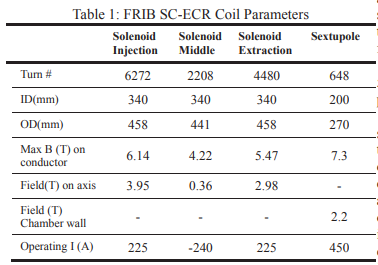 Table 1: FRIB SC-ECR Coil Parameters
Solenoid Injection Solenoid Middle Solenoid Extraction Sextupole
Turn # 6272 2208 4480 648
ID(mm) 340 340 340 200
OD(mm) 458 441 458 270
Max B (T) on conductor 6.14 4.22 5.47 7.3
Field(T) on axis 3.95 0.36 2.98 -
Field (T) Chamber wall - - - 2.2
Operating I (A) 225 -240 225 450